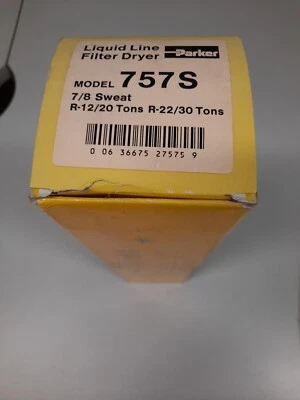 Liquid Line
Filter Dryer
Parker
MODEL 757S
7/8 Sweat
R-12/20 Tons R-22/30 Tons
0 06 36675 27575 9